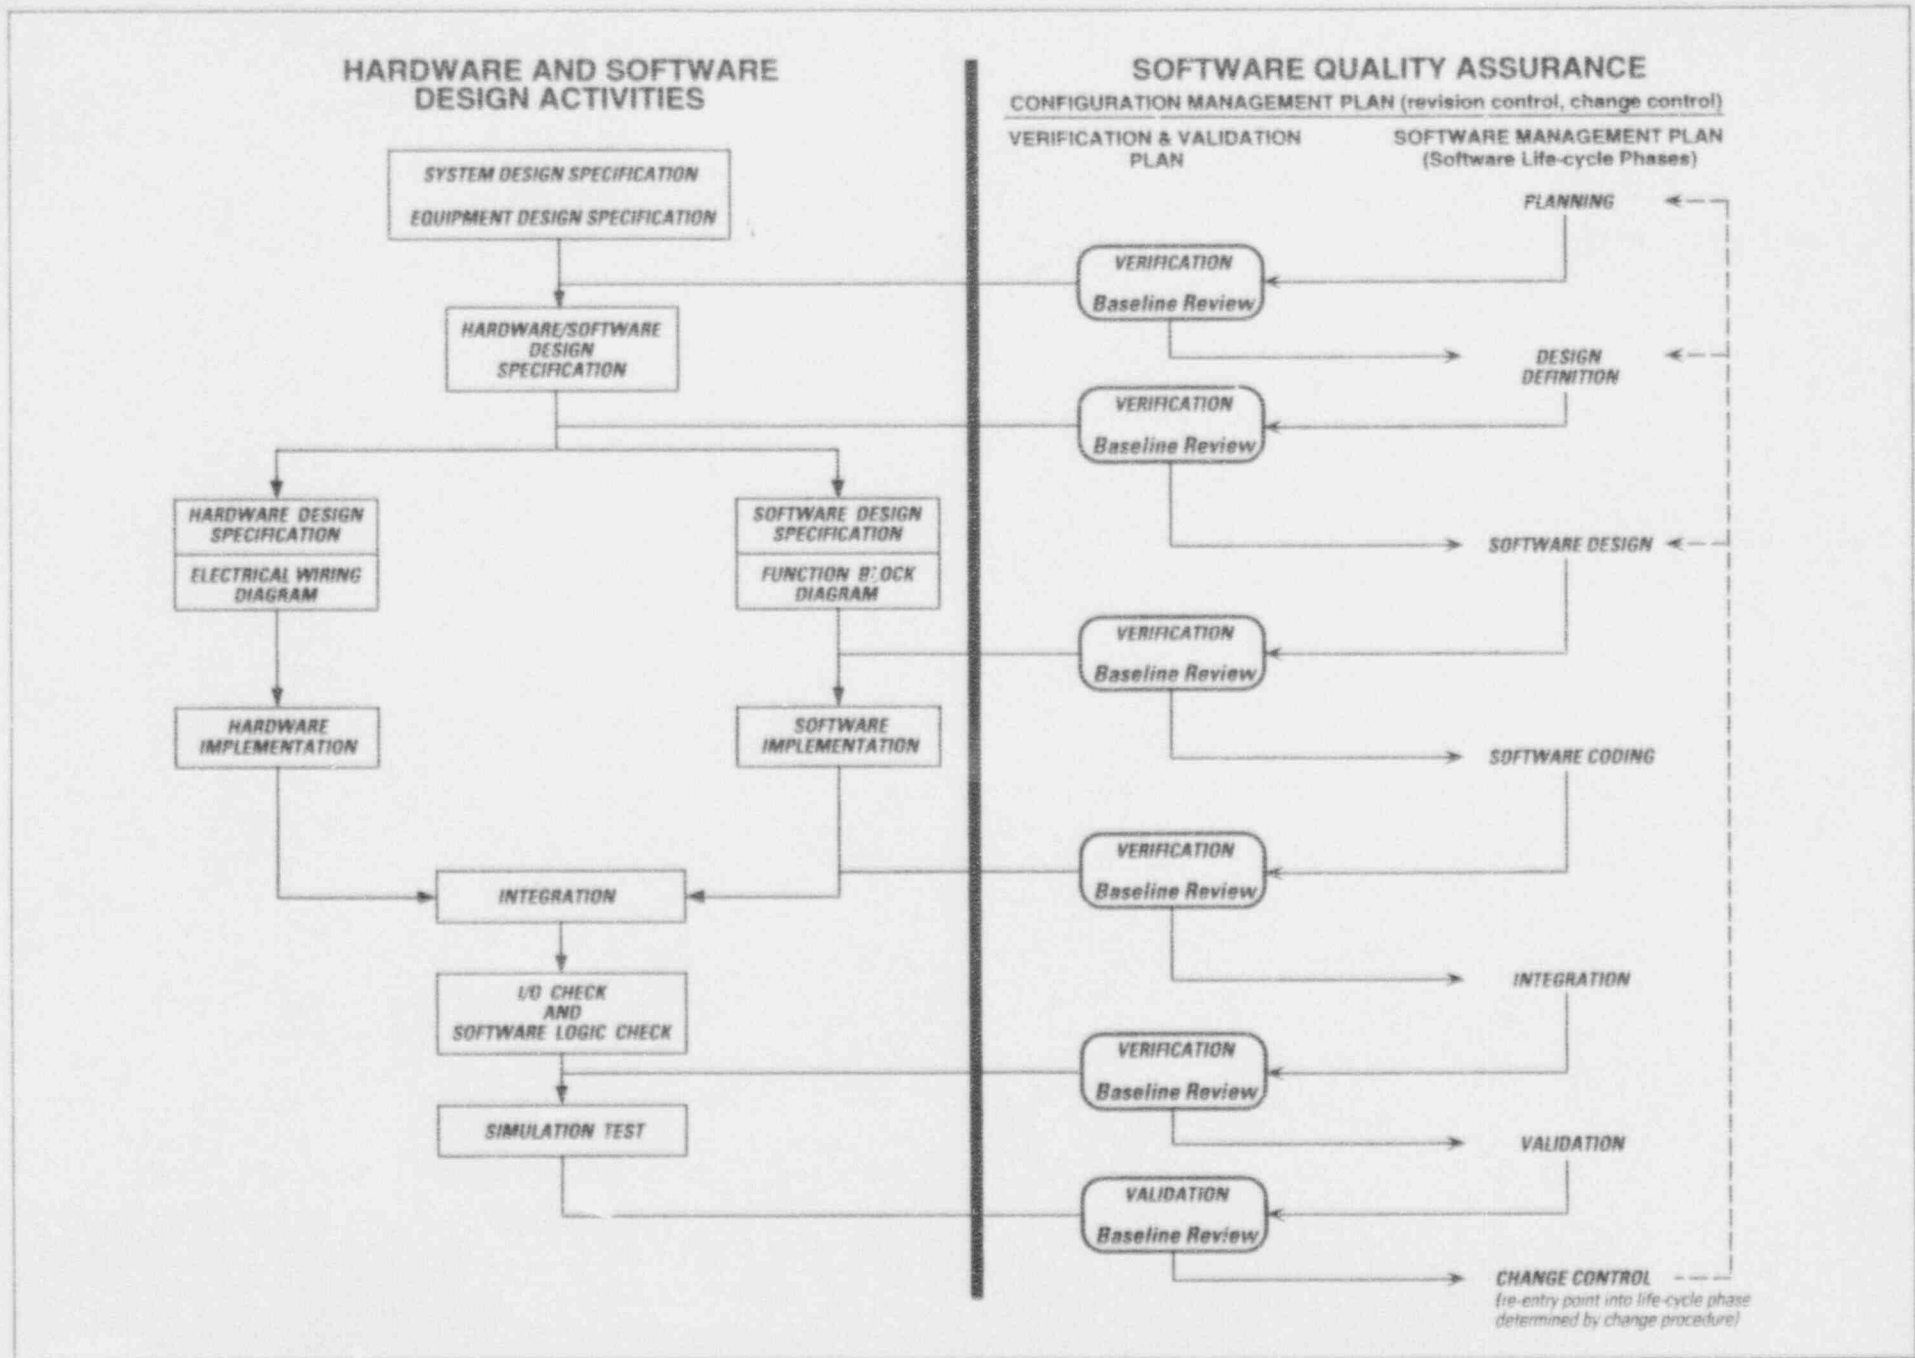 HARDWARE AND SOFTWARE
DESIGN ACTIVITIES
SYSTEM DESIGN SPECIFICATION
EQUIPMENT DESIGN SPECIFICATION
HARDWARE/SOFTWARE
DESIGN
SPECIFICATION
HARDWARE DESIGN
SPECIFICATION
ELECTRICAL WIRING
DIAGRAM
SOFTWARE DESIGN
SPECIFICATION
FUNCTION BLOCK
DIAGRAM
HARDWARE
IMPLEMENTATION
SOFTWARE
IMPLEMENTATION
INTEGRATION
I/O CHECK
AND
SOFTWARE LOGIC CHECK
SIMULATION TEST
SOFTWARE QUALITY ASSURANCE
CONFIGURATION MANAGEMENT PLAN (revision control, change control)
VERIFICATION & VALIDATION
PLAN
SOFTWARE MANAGEMENT PLAN
(Software Life-cycle Phases)
PLANNING
VERIFICATION
Baseline Review
DESIGN
DEFINITION
VERIFICATION
Baseline Review
SOFTWARE DESIGN
VERIFICATION
Baseline Review
SOFTWARE CODING
VERIFICATION
Baseline Review
INTEGRATION
VERIFICATION
Baseline Review
VALIDATION
VALIDATION
Baseline Review
CHANGE CONTROL
(re-entry point into life-cycle phase
determined by change procedure)